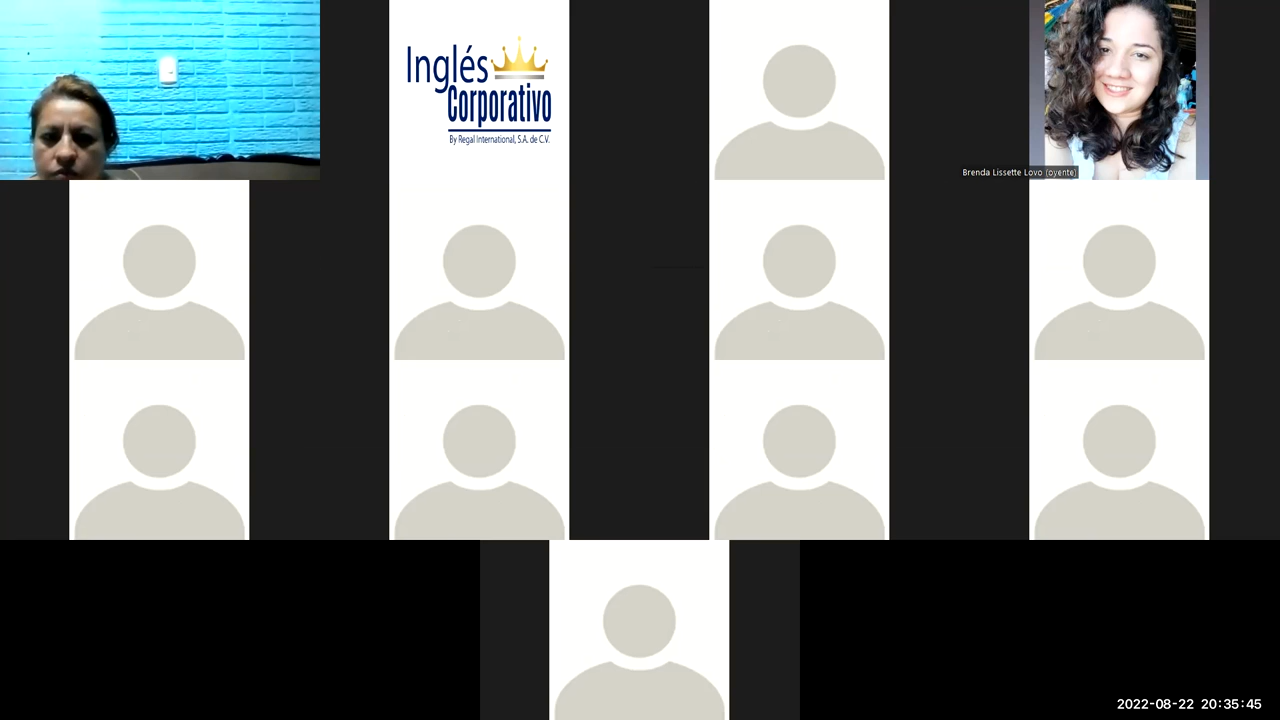 Inglés
Corporativo
By Regal International, S.A. de C.V.
Brenda Lissette Lovo (oyente)
2022-08-22 20:35:45